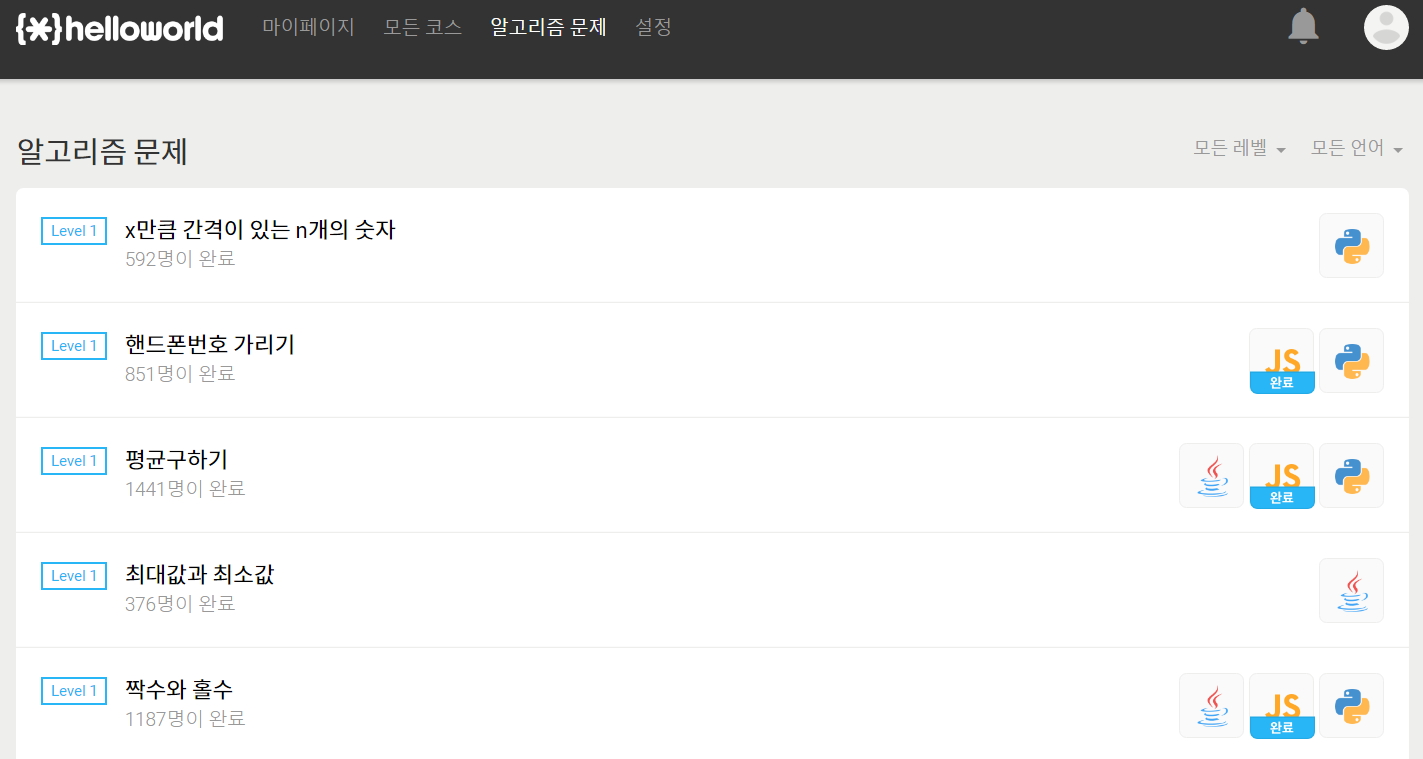 {*}helloworld 마이페이지 모든 코스 알고리즘 문제 설정
알고리즘 문제 모든 레벨 모든 언어
Level 1 x만큼 간격이 있는 n개의 숫자
592명이 완료
Level 1 핸드폰번호 가리기
851명이 완료
JS
완료
Level 1 평균구하기
1441명이 완료
JS
완료
Level 1 최대값과 최소값
376명이 완료
Level 1 짝수와 홀수
1187명이 완료
JS
완료